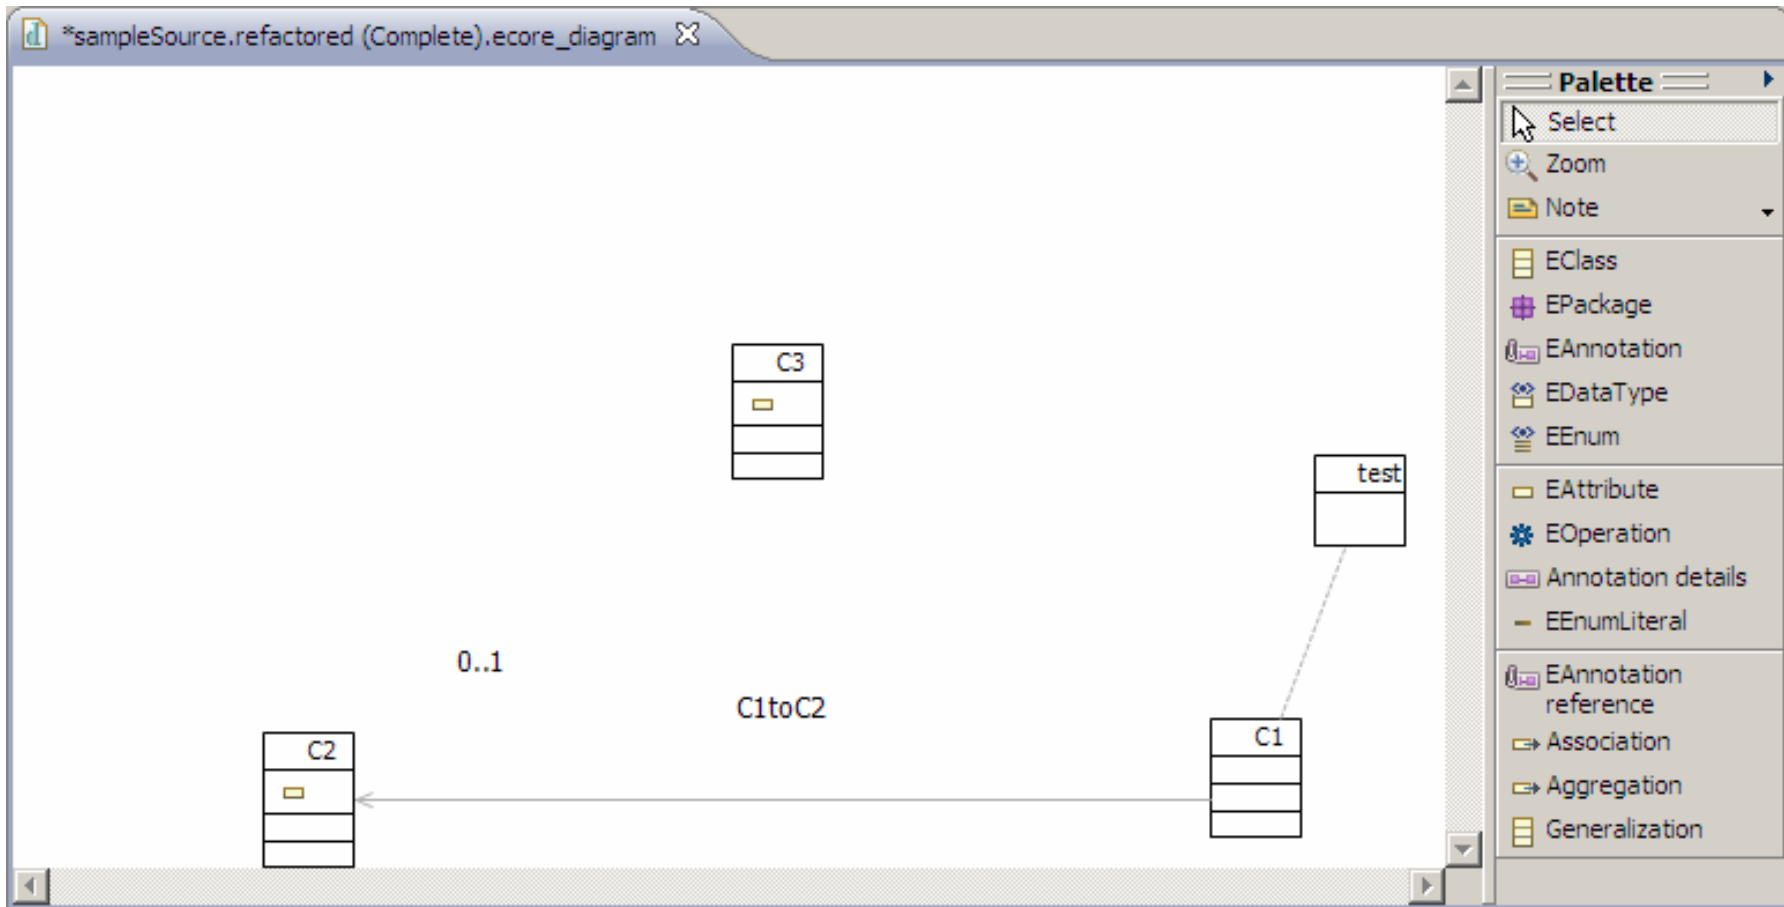 *sampleSource.refactored (Complete).ecore_diagram
Palette
Select
Zoom
Note
EClass
EPackage
EAnnotation
EDataType
EEnum
EAttribute
EOperation
Annotation details
EEnumLiteral
EAnnotation
reference
Association
Aggregation
Generalization
C3
test
0..1
C1toC2
C2
C1